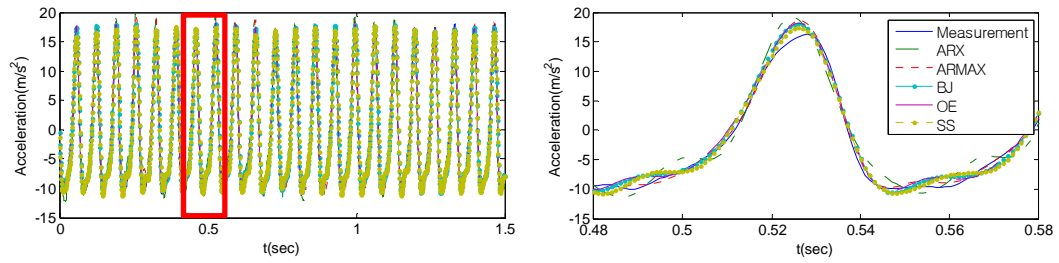 20
15
10
5
0
-5
-10
-15
Acceleration(m/s²)
0
0.5
1
1.5
t(sec)
20
15
10
5
0
-5
-10
-15
Acceleration(m/s²)
0.48
0.5
0.52
0.54
0.56
0.58
t(sec)
Measurement
ARX
ARMAX
BJ
OE
SS